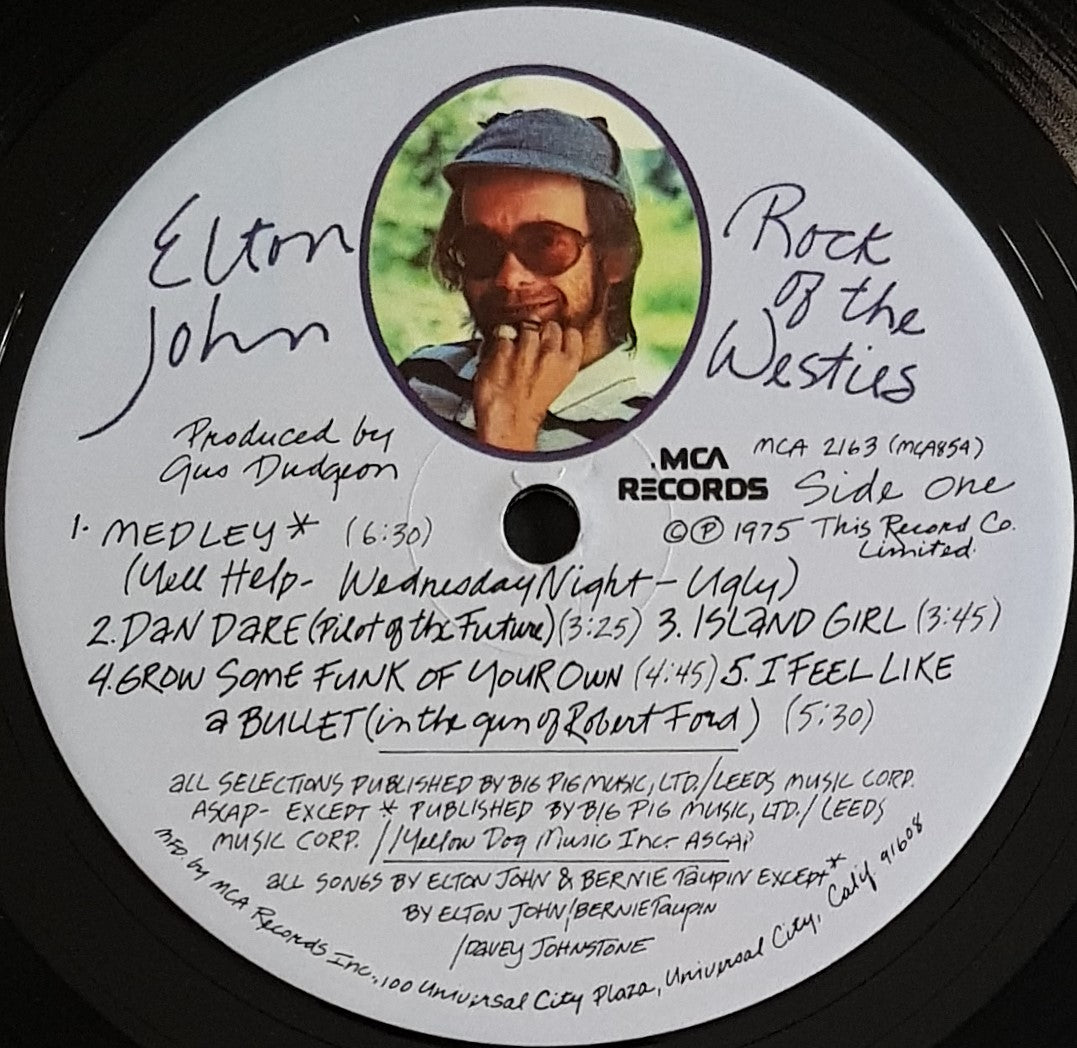 Elton
John
Rock
of the
Westies
Produced by
Gus Dudgeon
MCA
RECORDS
MCA 2163 (MCA859)
Side One
©℗ 1975 This Record Co.
Limited.
1. MEDLEY* (6:30)
(Yell Help- Wednesday Night - Ugly)
2. DAN DARE (Pilot of the Future) (3:25) 3. ISLAND GIRL (3:45)
4. GROW SOME FUNK OF YOUR OWN (4:45) 5. I FEEL LIKE
a BULLET (in the gun of Robert Ford) (5:30)
ALL SELECTIONS PUBLISHED BY BIG PIG MUSIC, LTD./LEEDS MUSIC CORP.
ASCAP- EXCEPT * PUBLISHED BY BIG PIG MUSIC, LTD./LEEDS
MUSIC CORP. //Yellow Dog Music Inc- ASCAP
ALL SONGS BY ELTON JOHN & BERNIE TAUPIN EXCEPT*
BY ELTON JOHN/BERNIE TAUPIN
/DAVEY JOHNSTONE
MFD by MCA Records Inc., 100 Universal City Plaza, Universal City, Calif 91608